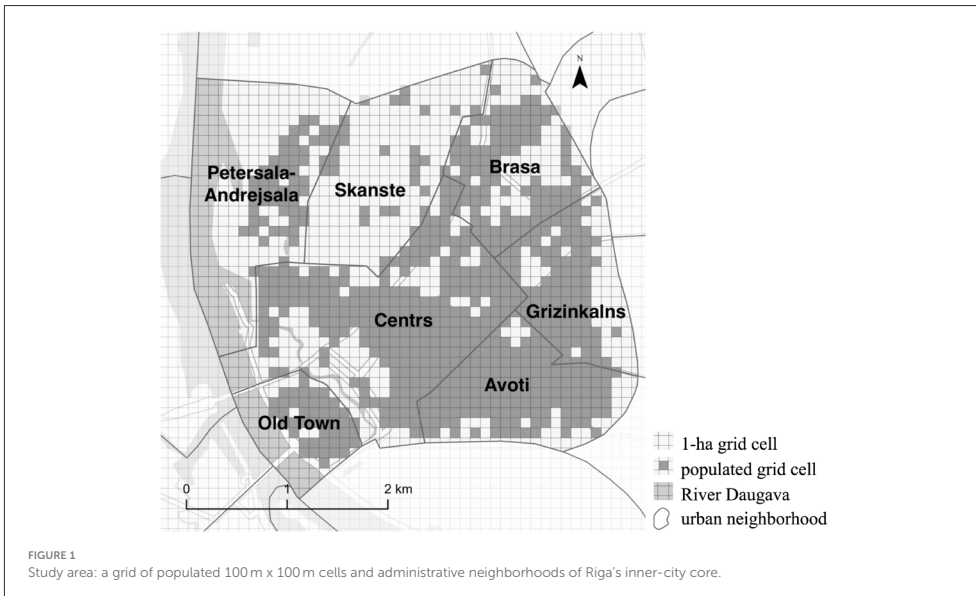 N
Petersala-
Andrejsala
Skanste
Brasa
Centrs
Grizinkalns
Avoti
Old Town
0 1 2 km
1-ha grid cell
populated grid cell
River Daugava
urban neighborhood
FIGURE 1
Study area: a grid of populated 100 m x 100 m cells and administrative neighborhoods of Riga's inner-city core.